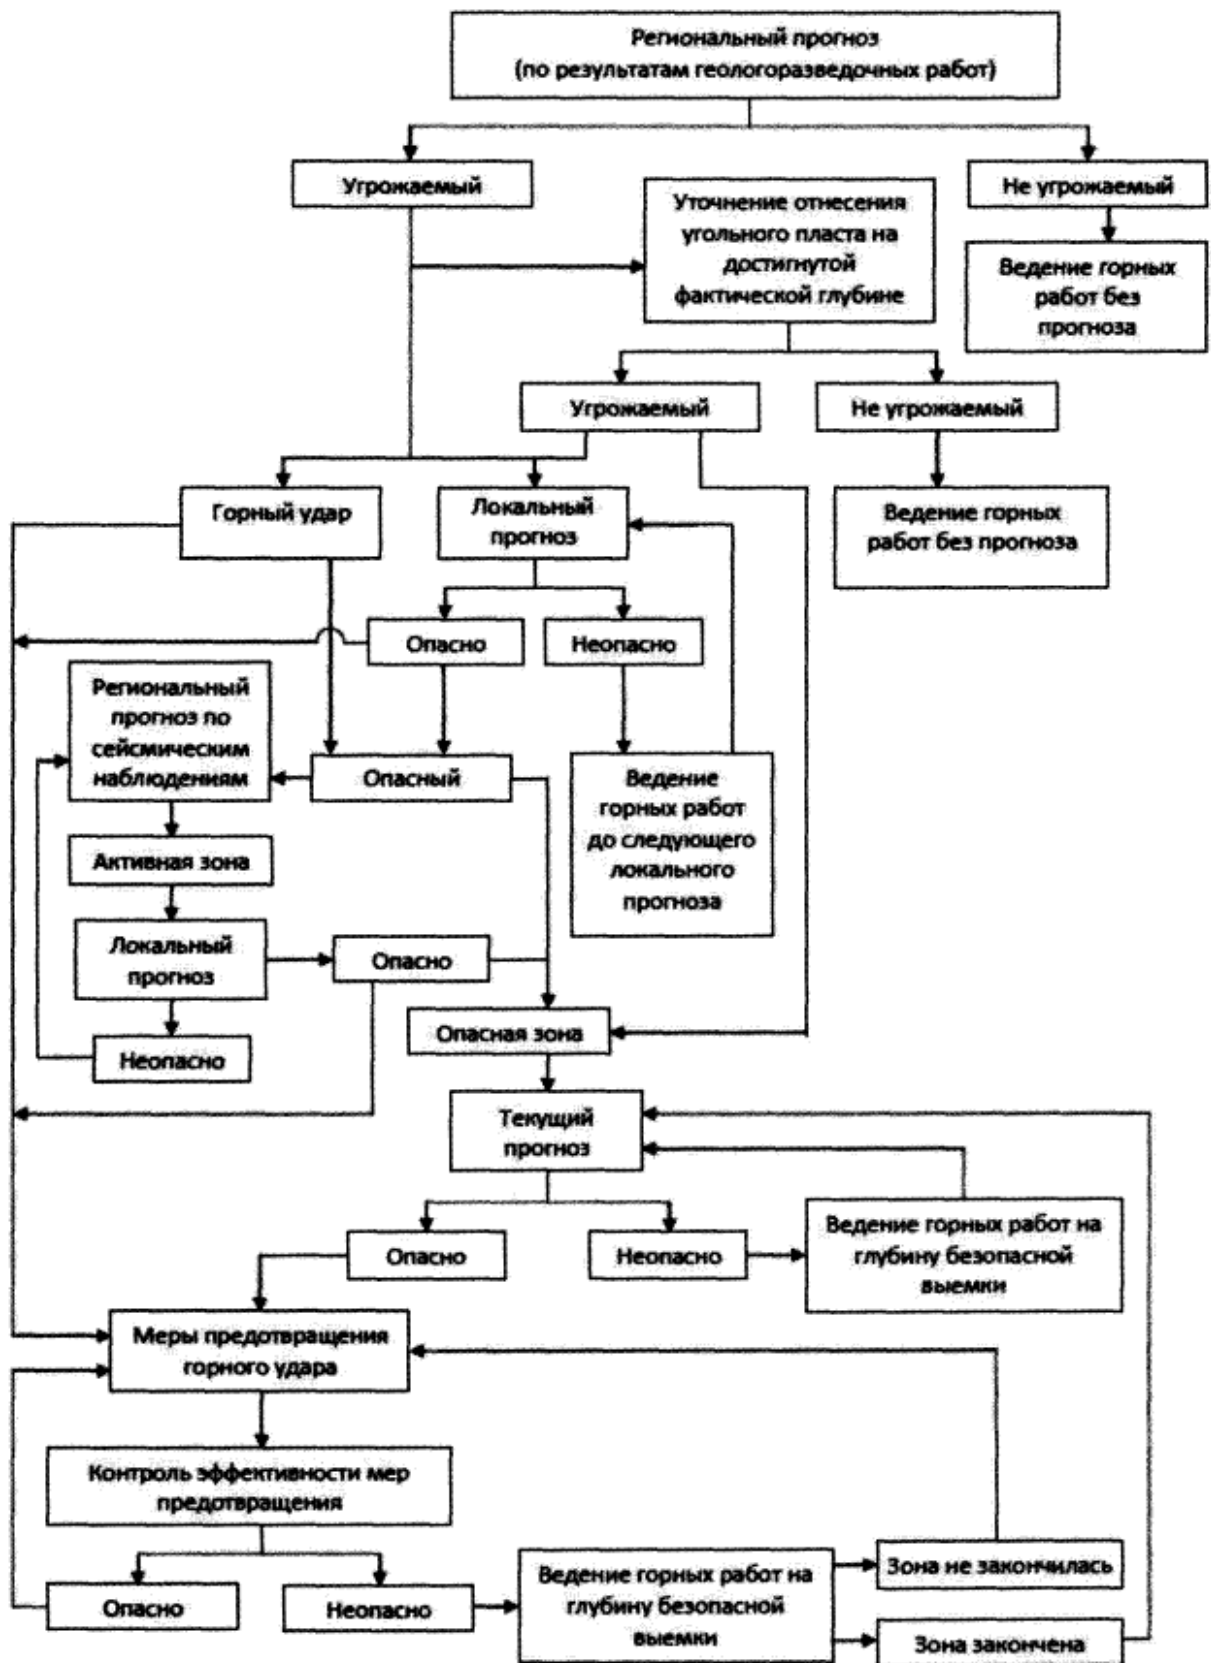 Региональный прогноз
(по результатам геологоразведочных работ)
Угрожаемый
Не угрожаемый
Уточнение отнесения
угольного пласта на
достигнутой
фактической глубине
Ведение горных
работ без
прогноза
Угрожаемый
Не угрожаемый
Горный удар
Локальный
прогноз
Ведение горных
работ без прогноза
Опасно
Неопасно
Региональный
прогноз по
сейсмическим
наблюдениям
Опасный
Ведение
горных работ
до следующего
локального
прогноза
Активная зона
Локальный
прогноз
Опасно
Неопасно
Опасная зона
Текущий
прогноз
Опасно
Неопасно
Ведение горных работ на
глубину безопасной
выемки
Меры предотвращения
горного удара
Контроль эффективности мер
предотвращения
Опасно
Неопасно
Ведение горных работ на
глубину безопасной
выемки
Зона не закончилась
Зона закончена